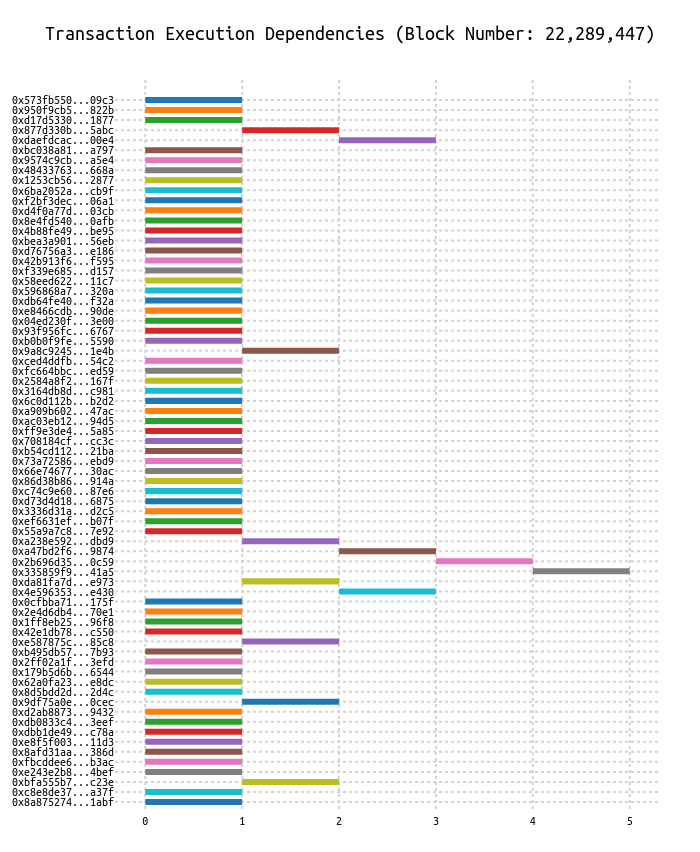 Transaction Execution Dependencies (Block Number: 22,289,447)
0x573fb550...09c3
0x950f9cb5...822b
0xd17d5330...1877
0x877d330b...5abc
0xdaefdcac...00e4
0xbc038a81...a797
0x9574c9cb...a5e4
0x48433763...668a
0x1253cb56...2877
0x6ba2052a...cb9f
0xf2bf3dec...06a1
0xd4f0a77d...03cb
0x8e4fd540...0afb
0x4b88fe49...be95
0xbea3a901...56eb
0xd76756a3...e186
0x42b913f6...f595
0xf339e685...d157
0x58eed622...11c7
0x596868a7...320a
0xdb64fe40...f32a
0xe8466cdb...90de
0x04ed230f...3e00
0x93f956fc...6767
0xb0b0f9fe...5590
0x9a8c9245...1e4b
0xced4ddfb...54c2
0xfc664bbc...ed59
0x2584a8f2...167f
0x3164db8d...c981
0x6c0d112b...b2d2
0xa909b602...47ac
0xac03eb12...94d5
0xff9e3de4...5a85
0x708184cf...cc3c
0xb54cd112...21ba
0x73a72586...ebd9
0x66e74677...30ac
0x86d38b86...914a
0xc74c9e60...87e6
0xd73d4d18...6875
0x3336d31a...d2c5
0xef6631ef...b07f
0x55a9a7c8...7e92
0xa238e592...dbd9
0xa47bd2f6...9874
0x2b696d35...0c59
0x335859f9...41a5
0xda81fa7d...e973
0x4e596353...e430
0x0cfbba71...175f
0x2e4d6db4...70e1
0x1ff8eb25...96f8
0x42e1db78...c550
0xe587875c...85c8
0xb495db57...7b93
0x2ff02a1f...3efd
0x179b5d6b...6544
0x62a0fa23...e8dc
0x8d5bdd2d...2d4c
0x9df75a0e...0cec
0xd2ab8873...9432
0xdb0833c4...3eef
0xdbb1de49...c78a
0xe8f5f003...11d3
0x8afd31aa...386d
0xfbcddee6...b3ac
0xe243e2b8...4bef
0xbfa555b7...c23e
0xc8e8de37...a37f
0x8a875274...1abf
0 1 2 3 4 5